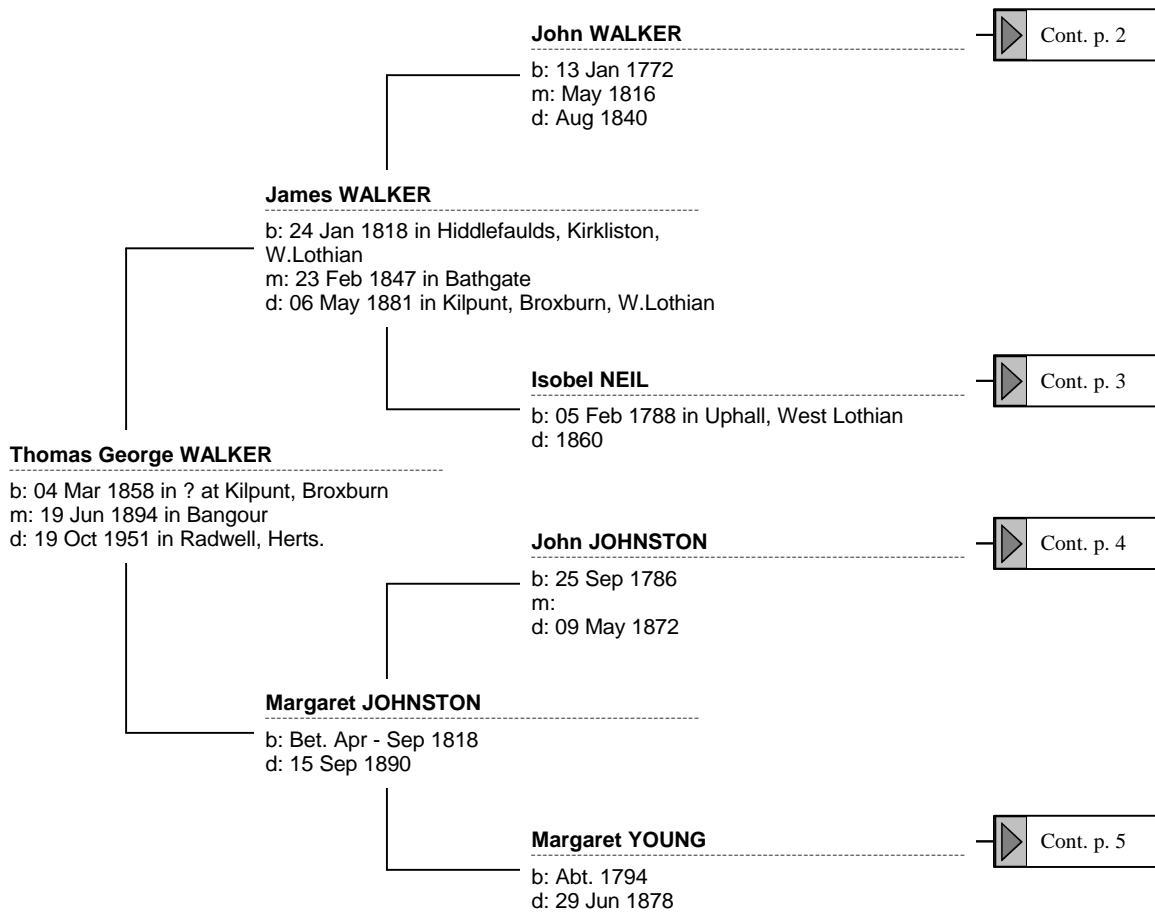 John WALKER
b: 13 Jan 1772
m: May 1816
d: Aug 1840
Cont. p. 2
James WALKER
b: 24 Jan 1818 in Hiddlefaulds, Kirkliston,
W.Lothian
m: 23 Feb 1847 in Bathgate
d: 06 May 1881 in Kilpunt, Broxburn, W.Lothian
Isobel NEIL
b: 05 Feb 1788 in Uphall, West Lothian
d: 1860
Cont. p. 3
Thomas George WALKER
b: 04 Mar 1858 in ? at Kilpunt, Broxburn
m: 19 Jun 1894 in Bangour
d: 19 Oct 1951 in Radwell, Herts.
John JOHNSTON
b: 25 Sep 1786
m:
d: 09 May 1872
Cont. p. 4
Margaret JOHNSTON
b: Bet. Apr - Sep 1818
d: 15 Sep 1890
Margaret YOUNG
b: Abt. 1794
d: 29 Jun 1878
Cont. p. 5